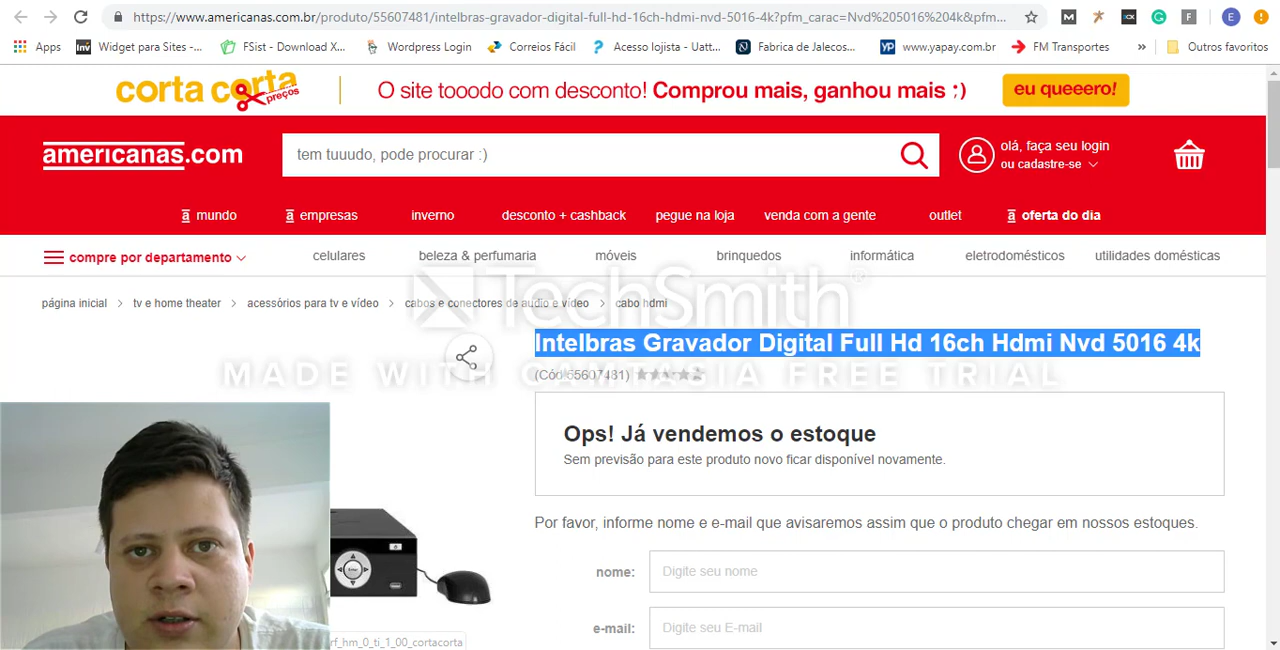 https://www.americanas.com.br/produto/55607481/intelbras-gravador-digital-full-hd-16ch-hdmi-nvd-5016-4k?pfm_carac=Nvd%205016%204k&pfm...
Apps Widget para Sites -... FSist - Download X... Wordpress Login Correios Fácil Acesso lojista - Uatt... Fabrica de Jalecos... www.yapay.com.br FM Transportes » Outros favoritos
corta corta preços
O site tooodo com desconto! Comprou mais, ganhou mais ;)
eu queeero!
americanas.com
tem tuuudo, pode procurar :)
olá, faça seu login
ou cadastre-se
a mundo a empresas inverno desconto + cashback pegue na loja venda com a gente outlet a oferta do dia
compre por departamento celulares beleza & perfumaria móveis brinquedos informática eletrodomésticos utilidades domésticas
TechSmith®
página inicial > tv e home theater > acessórios para tv e vídeo > cabos e conectores de audio e vídeo > cabo hdmi
Intelbras Gravador Digital Full Hd 16ch Hdmi Nvd 5016 4k
MADE WITH CAMTASIA FREE TRIAL
(Cód.55607481)
Ops! Já vendemos o estoque
Sem previsão para este produto novo ficar disponível novamente.
Por favor, informe nome e e-mail que avisaremos assim que o produto chegar em nossos estoques.
nome: Digite seu nome
e-mail: Digite seu E-mail
rf_hm_0_ti_1_00_cortacorta